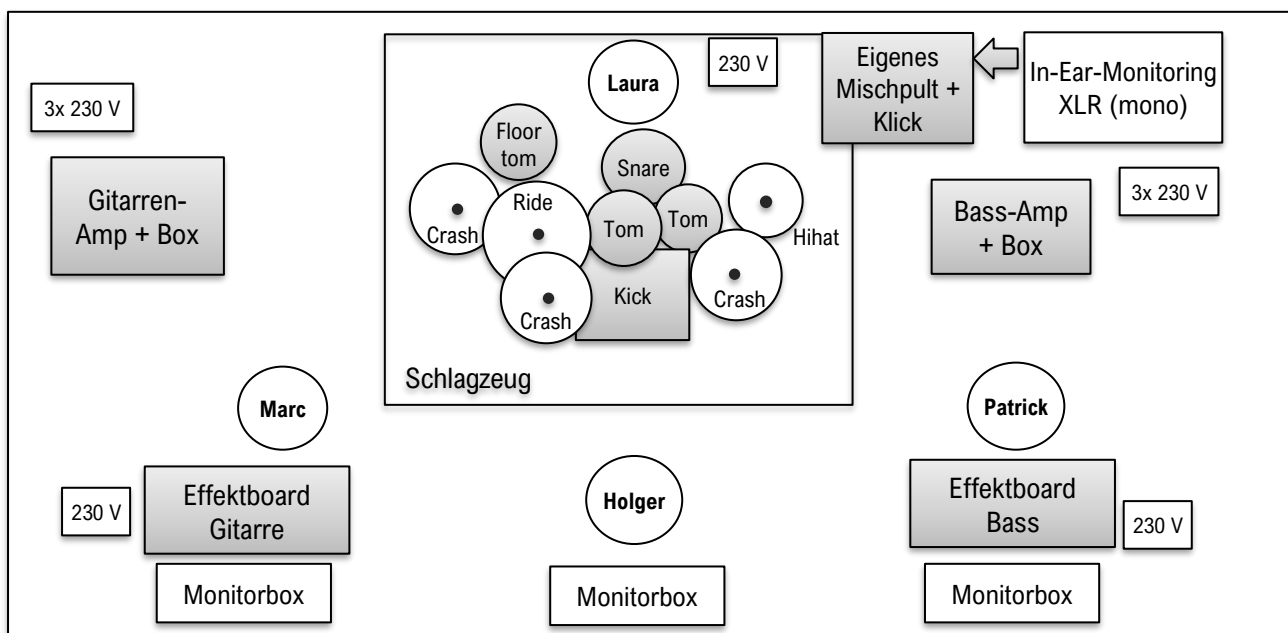 230 V
Eigenes
Mischpult +
Klick
In-Ear-Monitoring
XLR (mono)
Laura
3x 230 V
Floor
tom
Snare
3x 230 V
Gitarren-
Amp + Box
Crash
Ride
Tom
Tom
Hihat
Bass-Amp
+ Box
Crash
Kick
Crash
Schlagzeug
Marc
Patrick
Effektboard
Gitarre
230 V
Holger
Effektboard
Bass
230 V
Monitorbox
Monitorbox
Monitorbox